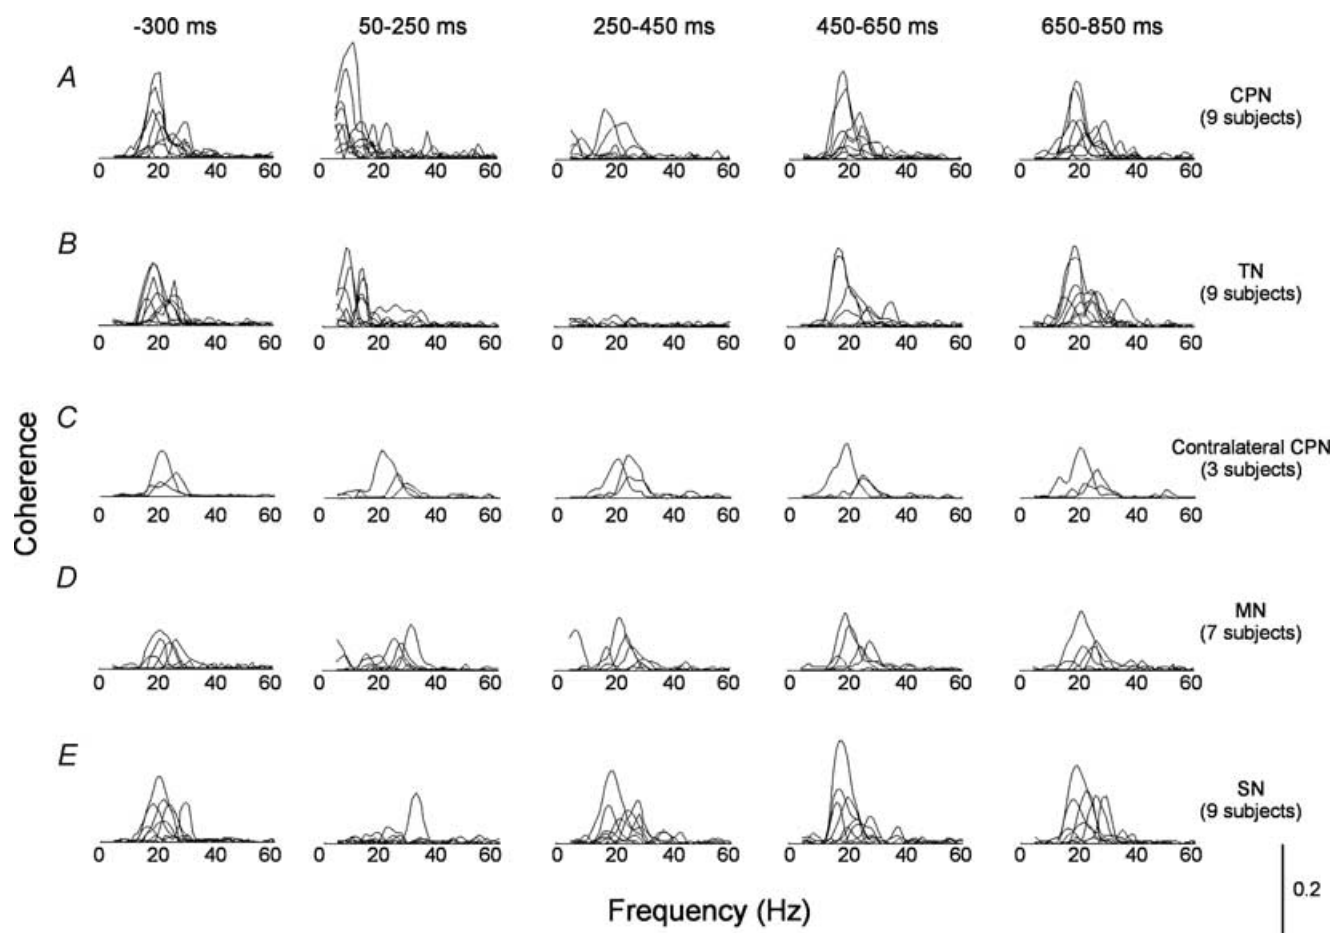 -300 ms 50-250 ms 250-450 ms 450-650 ms 650-850 ms
A
CPN
(9 subjects)
0 20 40 60 0 20 40 60 0 20 40 60 0 20 40 60 0 20 40 60
B
TN
(9 subjects)
0 20 40 60 0 20 40 60 0 20 40 60 0 20 40 60 0 20 40 60
C
Contralateral CPN
(3 subjects)
0 20 40 60 0 20 40 60 0 20 40 60 0 20 40 60 0 20 40 60
Coherence
D
MN
(7 subjects)
0 20 40 60 0 20 40 60 0 20 40 60 0 20 40 60 0 20 40 60
E
SN
(9 subjects)
0 20 40 60 0 20 40 60 0 20 40 60 0 20 40 60 0 20 40 60
0.2
Frequency (Hz)